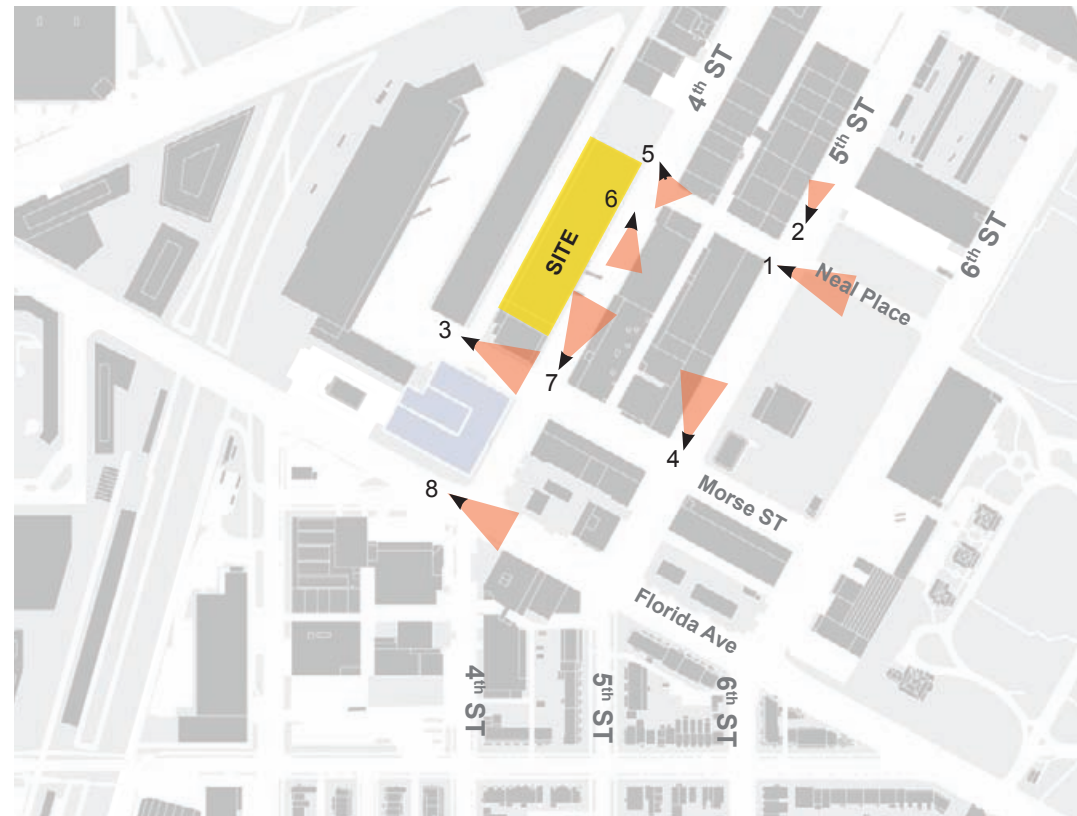 4th ST
5th ST
5
6
2
6th ST
SITE
1
Neal Place
3
7
4
8
Morse ST
Florida Ave
4th ST
5th ST
6th ST